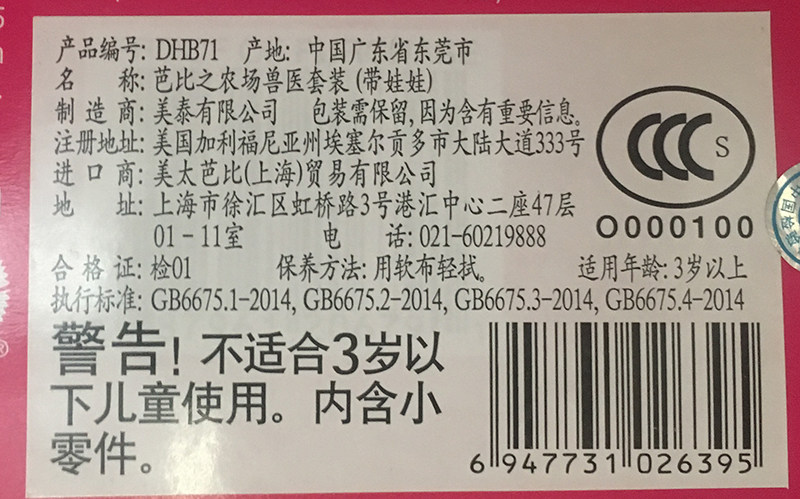 产品编号: DHB71 产地: 中国广东省东莞市
名 称: 芭比之农场兽医套装 (带娃娃)
制 造 商: 美泰有限公司 包装需保留, 因为含有重要信息。
注册地址: 美国加利福尼亚州埃塞尔贡多市大陆大道333号
进 口 商: 美太芭比(上海)贸易有限公司
地 址: 上海市徐汇区虹桥路3号港汇中心二座47层
01-11室 电 话: 021-60219888
CCC S
O000100
合 格 证: 检01 保养方法: 用软布轻拭。 适用年龄: 3岁以上
执行标准: GB6675.1-2014, GB6675.2-2014, GB6675.3-2014, GB6675.4-2014
警告! 不适合3岁以
下儿童使用。内含小
零件。
6 947731 026395